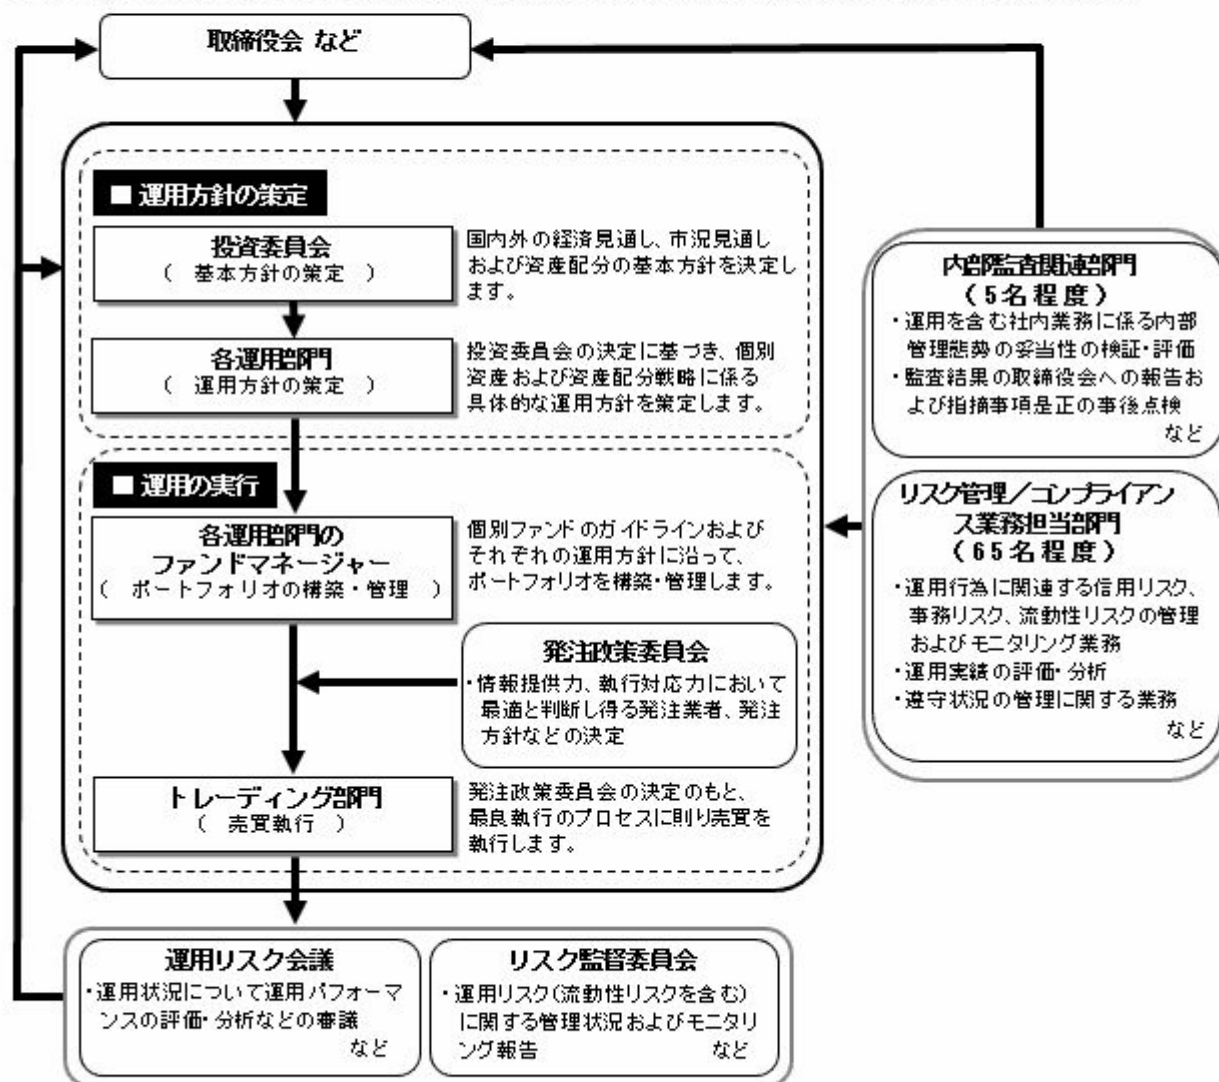 取締役会 など
■ 運用方針の策定
投資委員会
( 基本方針の策定 )
国内外の経済見通し、市況見通し
および資産配分の基本方針を決定し
ます。
各運用部門
( 運用方針の策定 )
投資委員会の決定に基づき、個別
資産および資産配分戦略に係る
具体的な運用方針を策定します。
■ 運用の実行
各運用部門の
ファンドマネージャー
( ポートフォリオの構築・管理 )
個別ファンドのガイドラインおよび
それぞれの運用方針に沿って、
ポートフォリオを構築・管理します。
発注政策委員会
・情報提供力、執行対応力において
最適と判断し得る発注業者、発注
方針などの決定
トレーディング部門
( 売買執行 )
発注政策委員会の決定のもと、
最良執行のプロセスに則り売買を
執行します。
内部監査関連部門
(5名程度)
・運用を含む社内業務に係る内部
管理態勢の妥当性の検証・評価
・監査結果の取締役会への報告お
よび指摘事項是正の事後点検
など
リスク管理/コンプライアン
ス業務担当部門
(65名程度)
・運用行為に関連する信用リスク、
事務リスク、流動性リスクの管理
およびモニタリング業務
・運用実績の評価・分析
・遵守状況の管理に関する業務
など
運用リスク会議
・運用状況について運用パフォーマ
ンスの評価・分析などの審議
など
リスク監督委員会
・運用リスク(流動性リスクを含む)
に関する管理状況およびモニタリ
ング報告 など